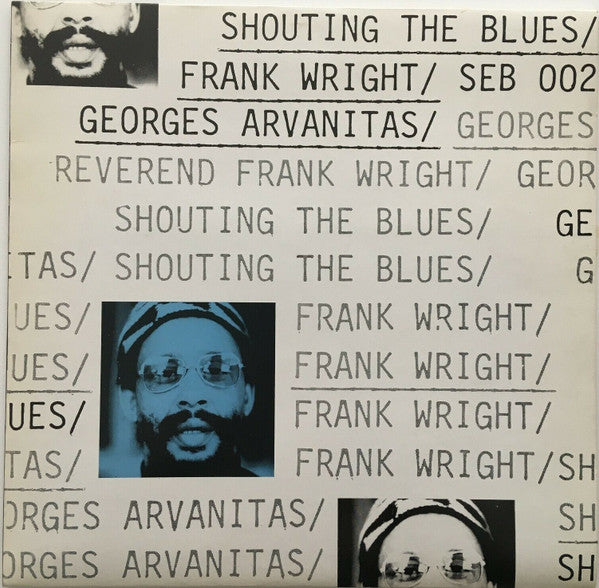 SHOUTING THE BLUES/
FRANK WRIGHT/ SEB 002
GEORGES ARVANITAS/ GEORGES
REVEREND FRANK WRIGHT/ GEOR
SHOUTING THE BLUES/ GE
ITAS/ SHOUTING THE BLUES/ G
UES/ FRANK WRIGHT/
UES/ FRANK WRIGHT/
UES/ FRANK WRIGHT/
TAS/ FRANK WRIGHT/SH
ORGES ARVANITAS/ SH
ORGES ARVANITAS/ SH